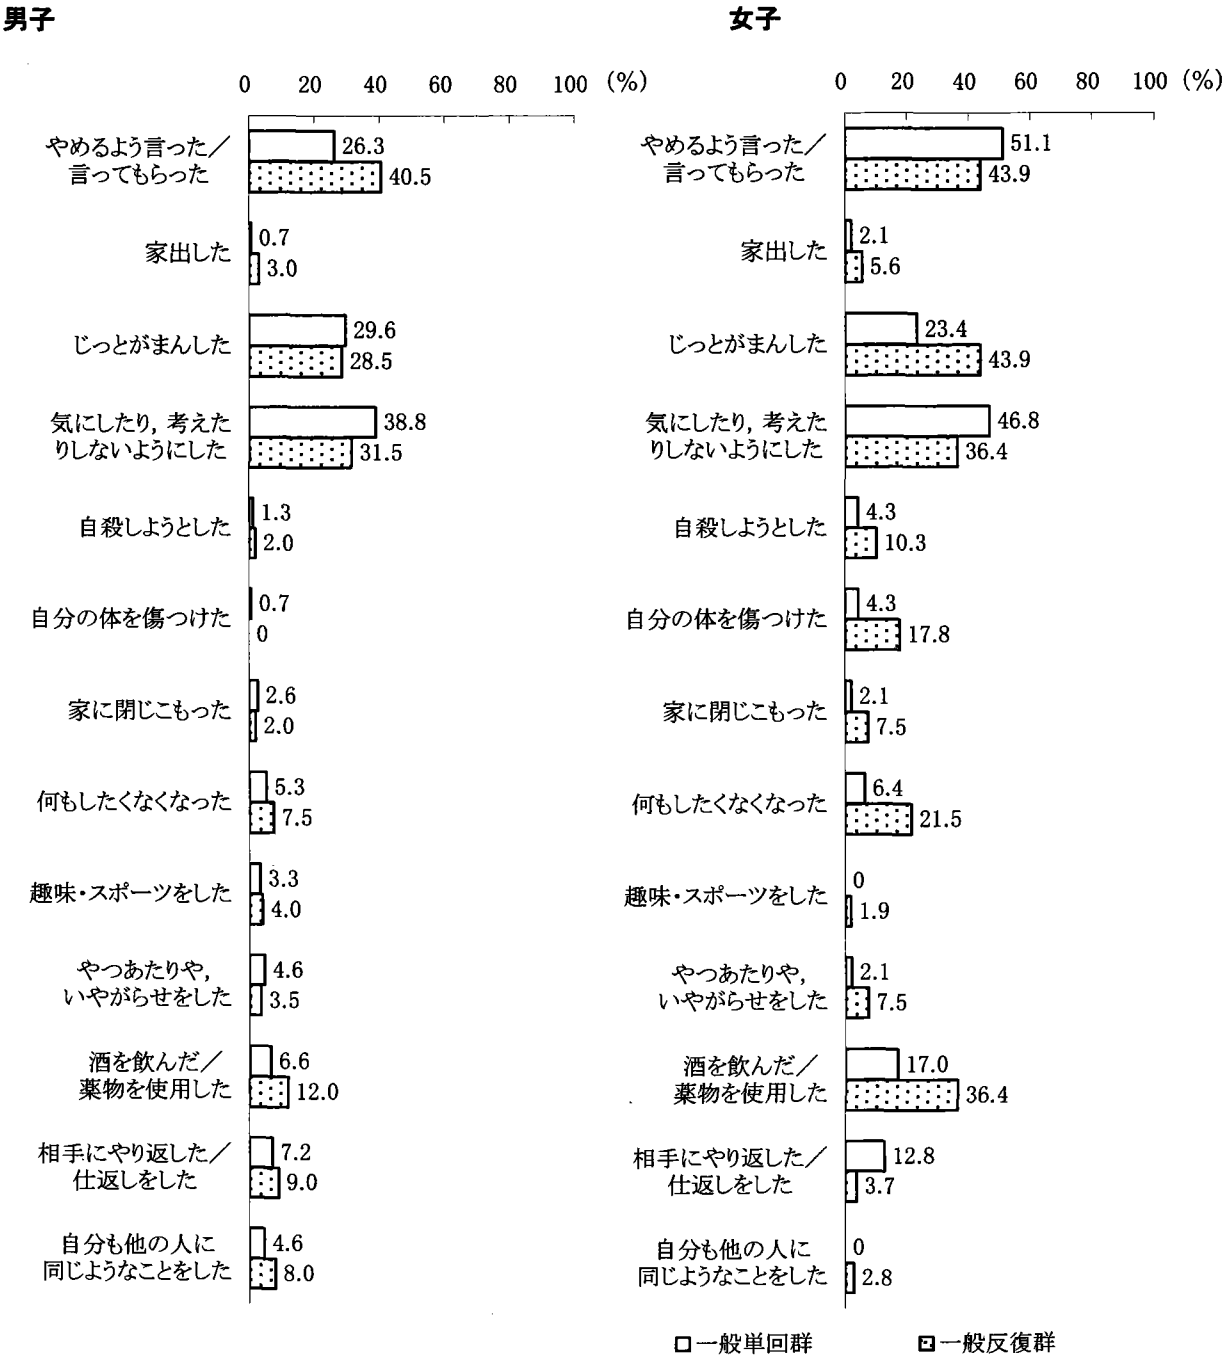 男子
0 20 40 60 80 100 (%)
やめるよう言った／
言ってもらった
26.3
40.5
家出した
0.7
3.0
じっとがまんした
29.6
28.5
気にしたり，考えた
りしないようにした
38.8
31.5
自殺しようとした
1.3
2.0
自分の体を傷つけた
0.7
0
家に閉じこもった
2.6
2.0
何もしたくなくなった
5.3
7.5
趣味・スポーツをした
3.3
4.0
やつあたりや，
いやがらせをした
4.6
3.5
酒を飲んだ／
薬物を使用した
6.6
12.0
相手にやり返した／
仕返しをした
7.2
9.0
自分も他の人に
同じようなことをした
4.6
8.0
女子
0 20 40 60 80 100 (%)
やめるよう言った／
言ってもらった
51.1
43.9
家出した
2.1
5.6
じっとがまんした
23.4
43.9
気にしたり，考えた
りしないようにした
46.8
36.4
自殺しようとした
4.3
10.3
自分の体を傷つけた
4.3
17.8
家に閉じこもった
2.1
7.5
何もしたくなくなった
6.4
21.5
趣味・スポーツをした
0
1.9
やつあたりや，
いやがらせをした
2.1
7.5
酒を飲んだ／
薬物を使用した
17.0
36.4
相手にやり返した／
仕返しをした
12.8
3.7
自分も他の人に
同じようなことをした
0
2.8
一般単回群
一般反復群